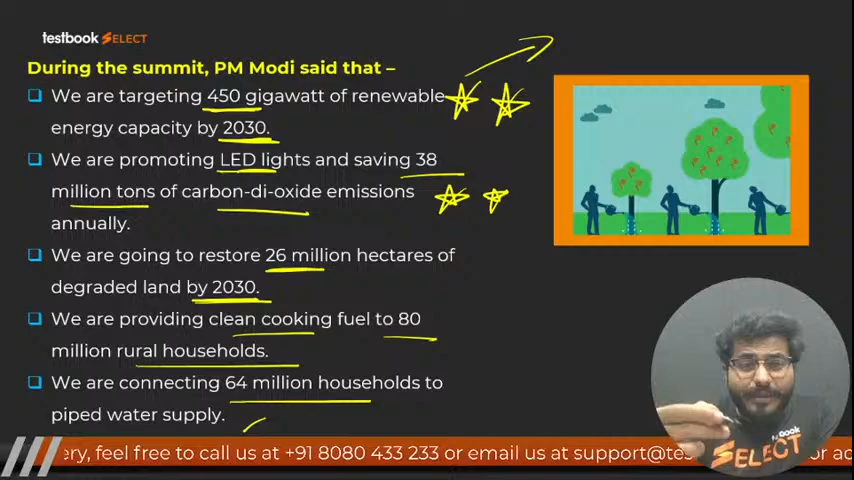 testbook SELECT
During the summit, PM Modi said that –
We are targeting 450 gigawatt of renewable
energy capacity by 2030.
We are promoting LED lights and saving 38
million tons of carbon-di-oxide emissions
annually.
We are going to restore 26 million hectares of
degraded land by 2030.
We are providing clean cooking fuel to 80
million rural households.
We are connecting 64 million households to
piped water supply.
SELECT
ery, feel free to call us at +91 8080 433 233 or email us at support@tes
or ad